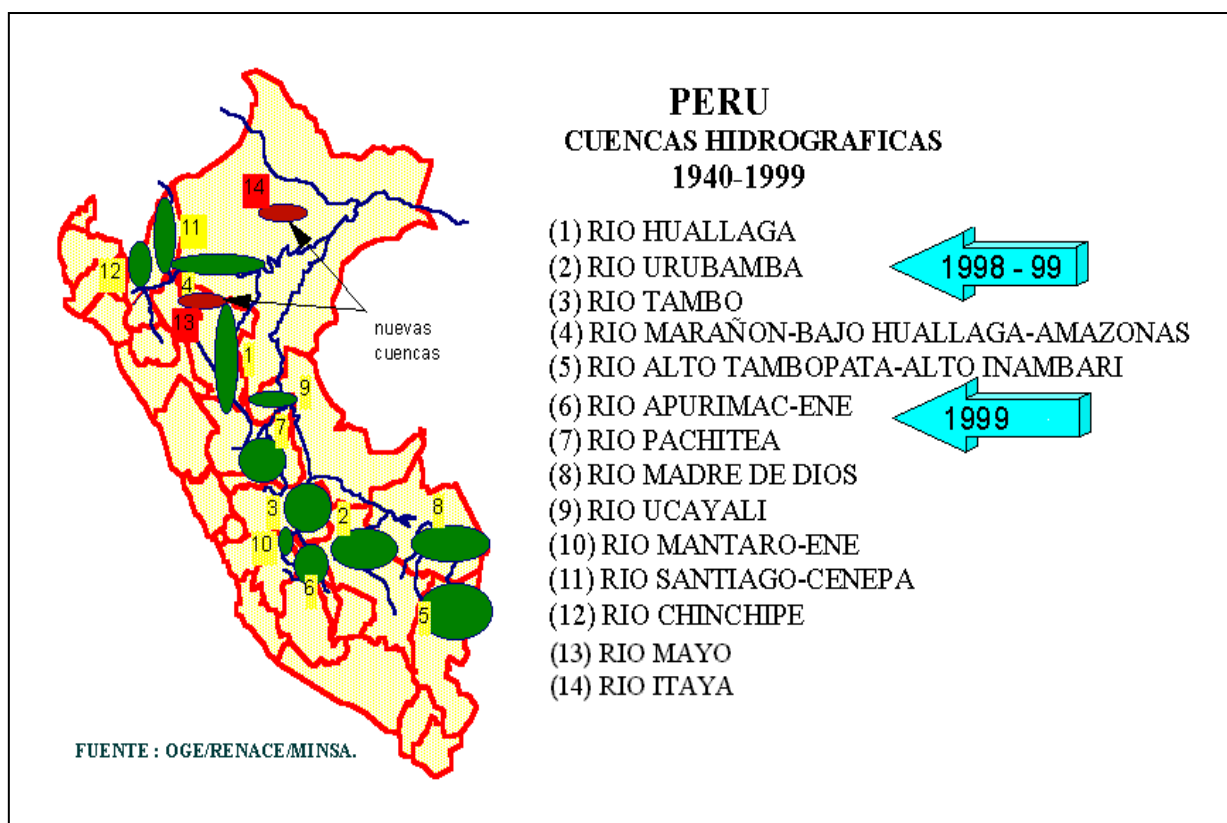 PERU
CUENCAS HIDROGRAFICAS
1940-1999
(1) RIO HUALLAGA
(2) RIO URUBAMBA
(3) RIO TAMBO
(4) RIO MARAÑON-BAJO HUALLAGA-AMAZONAS
(5) RIO ALTO TAMBOPATA-ALTO INAMBARI
(6) RIO APURIMAC-ENE
(7) RIO PACHITEA
(8) RIO MADRE DE DIOS
(9) RIO UCAYALI
(10) RIO MANTARO-ENE
(11) RIO SANTIAGO-CENEPA
(12) RIO CHINCHIPE
(13) RIO MAYO
(14) RIO ITAYA
1998 - 99
1999
14
11
12
4
13
nuevas
cuencas
1
9
7
3
2
8
10
6
5
FUENTE : OGE/RENACE/MINSA.